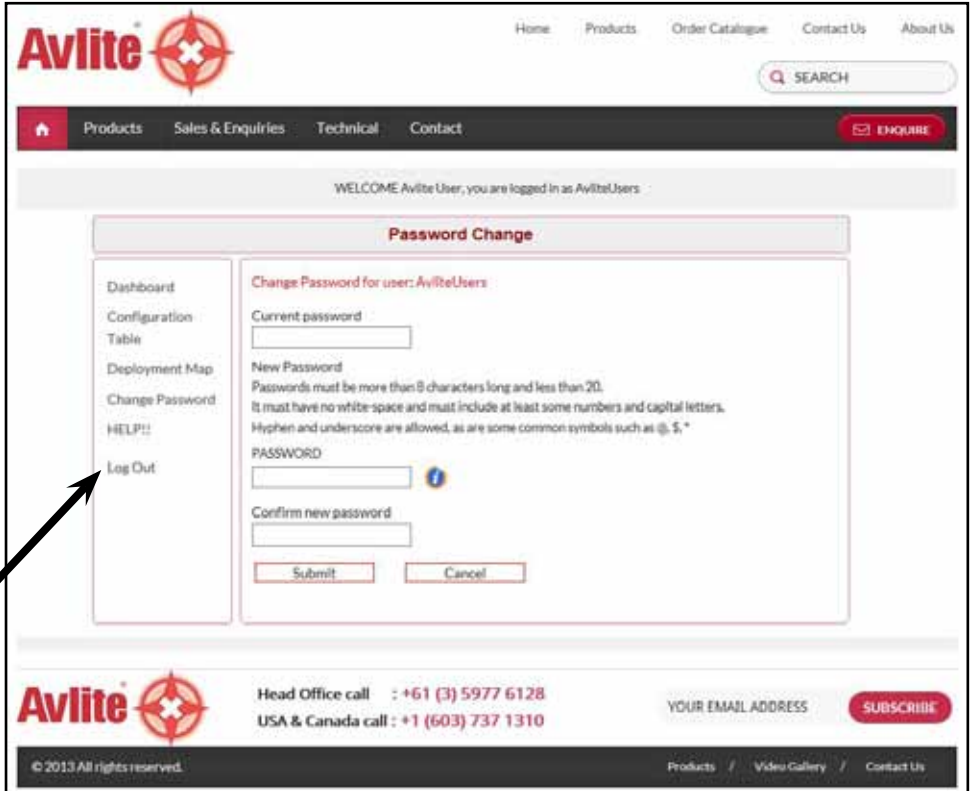 Avlite
Home Products Order Catalogue Contact Us About Us
SEARCH
Products Sales & Enquiries Technical Contact
ENQUIRE
WELCOME Avlite User, you are logged in as AvliteUsers
Password Change
Dashboard
Configuration
Table
Deployment Map
Change Password
HELP!!
Log Out
Change Password for user: AvliteUsers
Current password
New Password
Passwords must be more than 8 characters long and less than 20.
It must have no white-space and must include at least some numbers and capital letters.
Hyphen and underscore are allowed, as are some common symbols such as @, $, *
PASSWORD
Confirm new password
Submit Cancel
Avlite
Head Office call : +61 (3) 5977 6128
USA & Canada call : +1 (603) 737 1310
YOUR EMAIL ADDRESS
SUBSCRIBE
© 2013 All rights reserved.
Products / Video Gallery / Contact Us